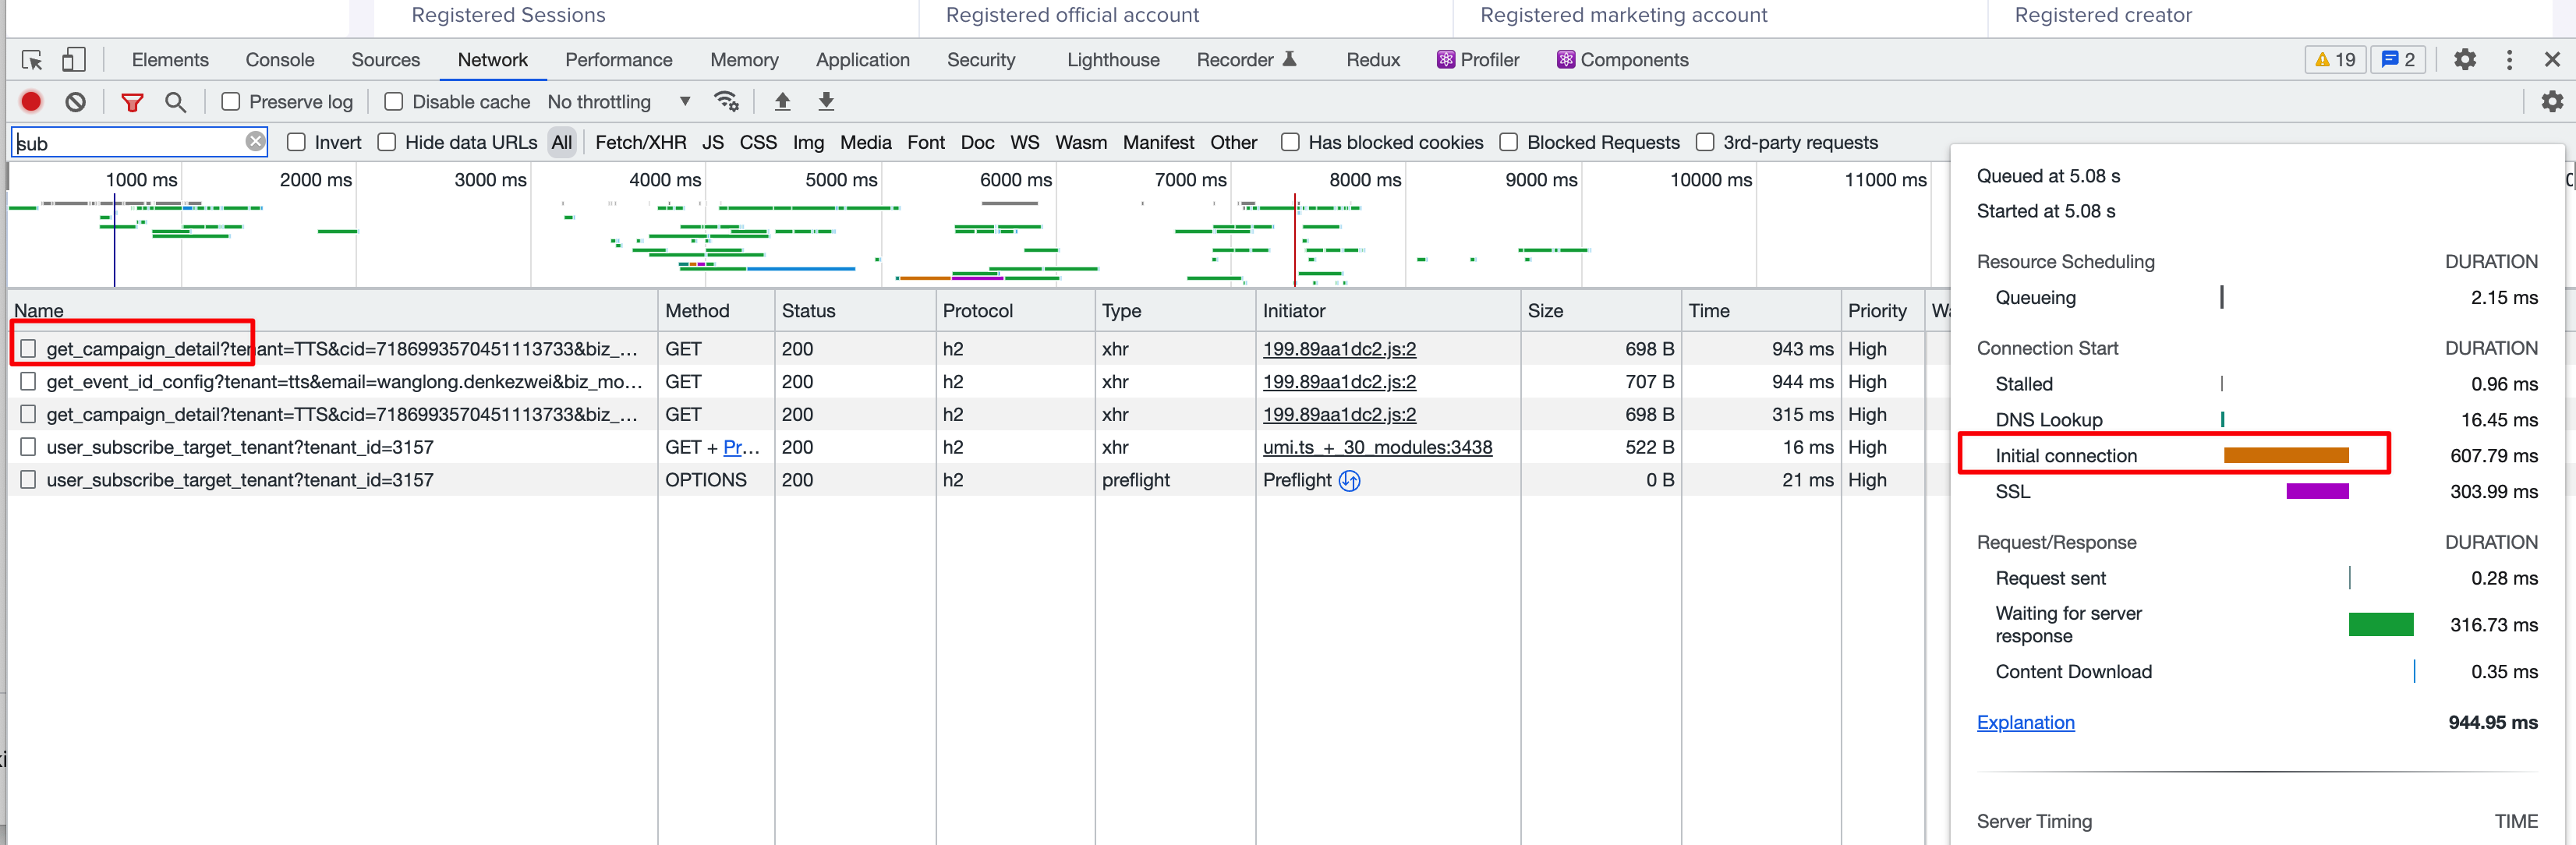 Registered Sessions Registered official account Registered marketing account Registered creator
Elements Console Sources Network Performance Memory Application Security Lighthouse Recorder Redux Profiler Components 19 2
Preserve log Disable cache No throttling
sub Invert Hide data URLs All Fetch/XHR JS CSS Img Media Font Doc WS Wasm Manifest Other Has blocked cookies Blocked Requests 3rd-party requests
1000 ms 2000 ms 3000 ms 4000 ms 5000 ms 6000 ms 7000 ms 8000 ms 9000 ms 10000 ms 11000 ms
Name Method Status Protocol Type Initiator Size Time Priority Wa
get_campaign_detail?tenant=TTS&cid=7186993570451113733&biz_... GET 200 h2 xhr 199.89aa1dc2.js:2 698 B 943 ms High
get_event_id_config?tenant=tts&email=wanglong.denkezwei&biz_mo... GET 200 h2 xhr 199.89aa1dc2.js:2 707 B 944 ms High
get_campaign_detail?tenant=TTS&cid=7186993570451113733&biz_... GET 200 h2 xhr 199.89aa1dc2.js:2 698 B 315 ms High
user_subscribe_target_tenant?tenant_id=3157 GET + Pr... 200 h2 xhr umi.ts_+_30_modules:3438 522 B 16 ms High
user_subscribe_target_tenant?tenant_id=3157 OPTIONS 200 h2 preflight Preflight 0 B 21 ms High
Queued at 5.08 s
Started at 5.08 s
Resource Scheduling DURATION
Queueing 2.15 ms
Connection Start DURATION
Stalled 0.96 ms
DNS Lookup 16.45 ms
Initial connection 607.79 ms
SSL 303.99 ms
Request/Response DURATION
Request sent 0.28 ms
Waiting for server
response 316.73 ms
Content Download 0.35 ms
Explanation 944.95 ms
Server Timing TIME